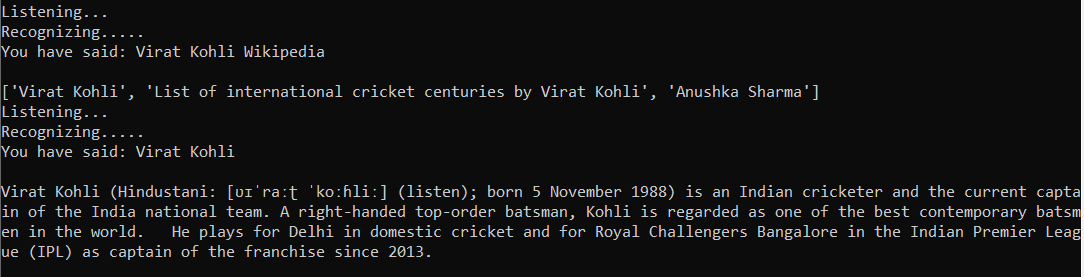 Listening...
Recognizing.....
You have said: Virat Kohli Wikipedia
['Virat Kohli', 'List of international cricket centuries by Virat Kohli', 'Anushka Sharma']
Listening...
Recognizing.....
You have said: Virat Kohli
Virat Kohli (Hindustani: [ʋɪˈraːʈ ˈkoːɦliː] (listen); born 5 November 1988) is an Indian cricketer and the current capta
in of the India national team. A right-handed top-order batsman, Kohli is regarded as one of the best contemporary batsm
en in the world.   He plays for Delhi in domestic cricket and for Royal Challengers Bangalore in the Indian Premier Leag
ue (IPL) as captain of the franchise since 2013.